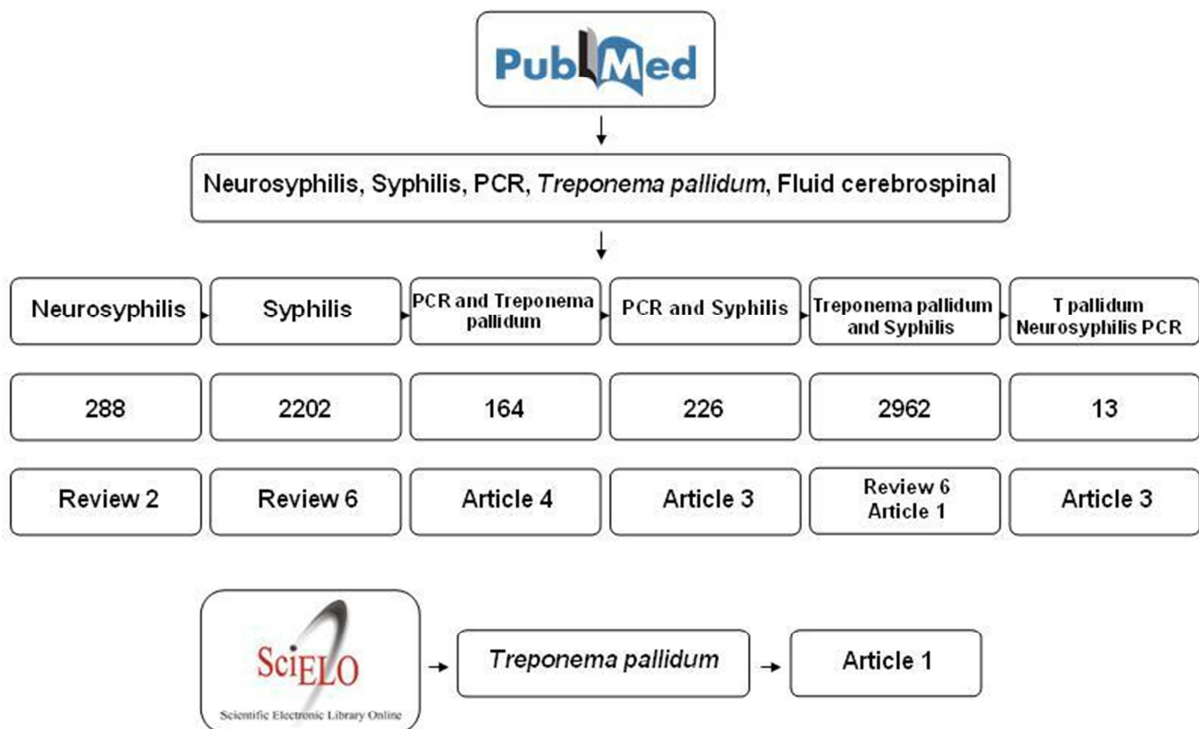 PubMed
Neurosyphilis, Syphilis, PCR, Treponema pallidum, Fluid cerebrospinal
Neurosyphilis
Syphilis
PCR and Treponema
pallidum
PCR and Syphilis
Treponema pallidum
and Syphilis
T pallidum
Neurosyphilis PCR
288
2202
164
226
2962
13
Review 2
Review 6
Article 4
Article 3
Review 6
Article 1
Article 3
SciELO
Scientific Electronic Library Online
Treponema pallidum
Article 1